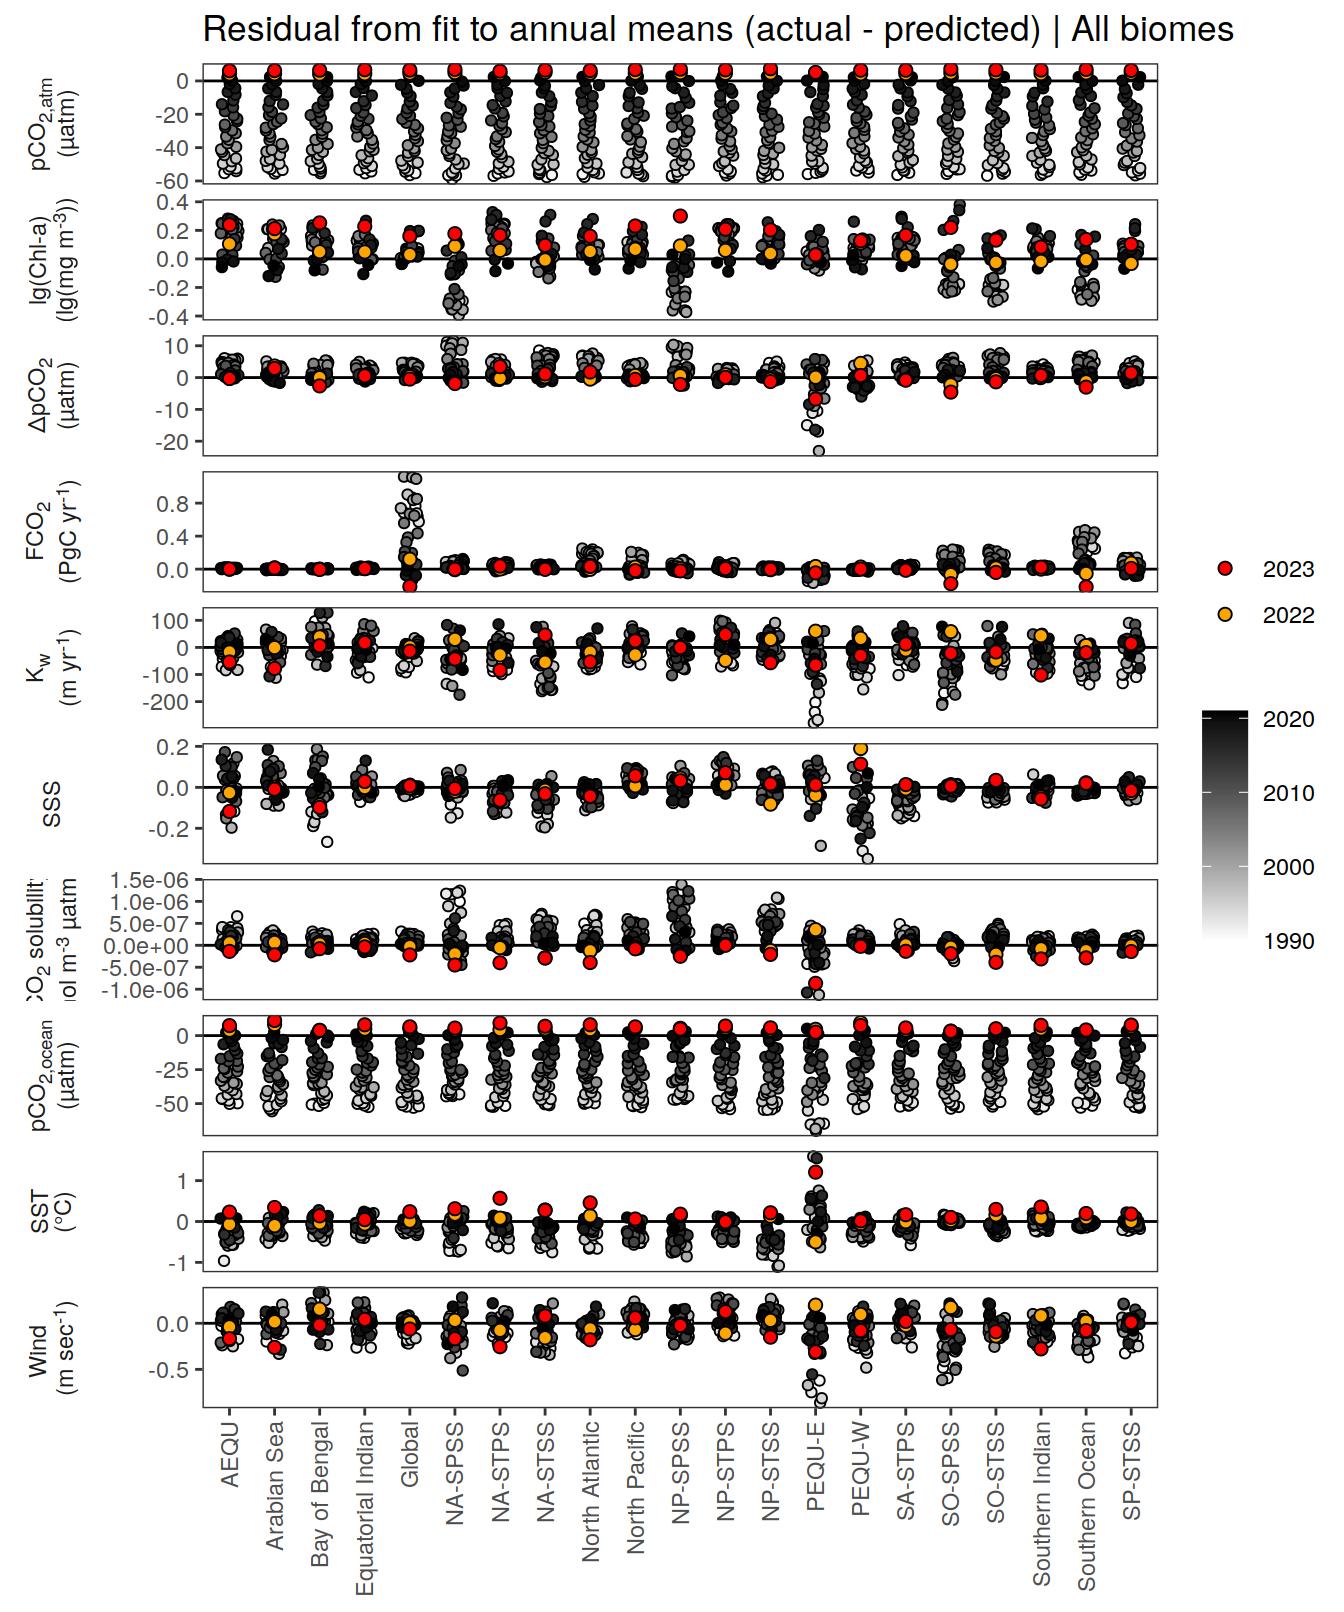 Residual from fit to annual means (actual - predicted) | All biomes
pCO₂,atm
(µatm)
0
-20
-40
-60
lg(Chl-a)
(lg(mg m⁻³))
0.4
0.2
0.0
-0.2
-0.4
ΔpCO₂
(µatm)
10
0
-10
-20
FCO₂
(PgC yr⁻¹)
0.8
0.4
0.0
Kw
(m yr⁻¹)
100
0
-100
-200
SSS
0.2
0.0
-0.2
CO₂ solubility
ol m⁻³ µatm
1.5e-06
1.0e-06
5.0e-07
0.0e+00
-5.0e-07
-1.0e-06
pCO₂,ocean
(µatm)
0
-25
-50
SST
(°C)
1
0
-1
Wind
(m sec⁻¹)
0.0
-0.5
AEQU
Arabian Sea
Bay of Bengal
Equatorial Indian
Global
NA-SPSS
NA-STPS
NA-STSS
North Atlantic
North Pacific
NP-SPSS
NP-STPS
NP-STSS
PEQU-E
PEQU-W
SA-STPS
SO-SPSS
SO-STSS
Southern Indian
Southern Ocean
SP-STSS
2023
2022
2020
2010
2000
1990